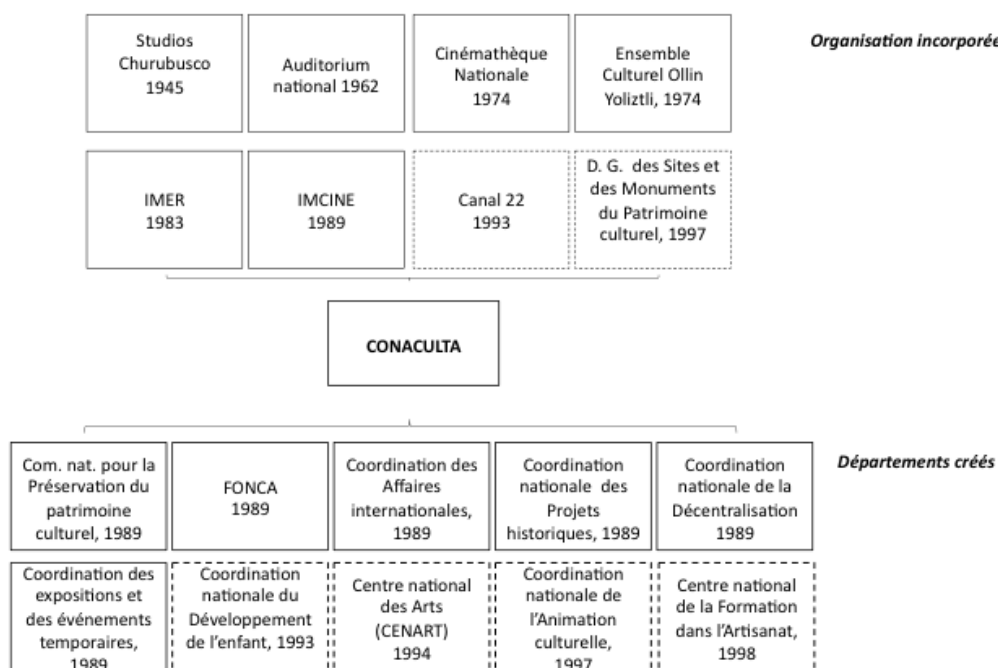 Studios
Churubusco
1945
Auditorium
national 1962
Cinémathèque
Nationale
1974
Ensemble
Culturel Ollin
Yoliztli, 1974
Organisation incorporée
IMER
1983
IMCINE
1989
Canal 22
1993
D. G. des Sites et
des Monuments
du Patrimoine
culturel, 1997
CONACULTA
Com. nat. pour la
Préservation du
patrimoine
culturel, 1989
FONCA
1989
Coordination des
Affaires
internationales,
1989
Coordination
nationale des
Projets
historiques, 1989
Coordination
nationale de la
Décentralisation
1989
Départements créés
Coordination des
expositions et
des événements
temporaires,
1989
Coordination
nationale du
Développement
de l'enfant, 1993
Centre national
des Arts
(CENART)
1994
Coordination
nationale de
l'Animation
culturelle,
1997
Centre national
de la Formation
dans l'Artisanat,
1998